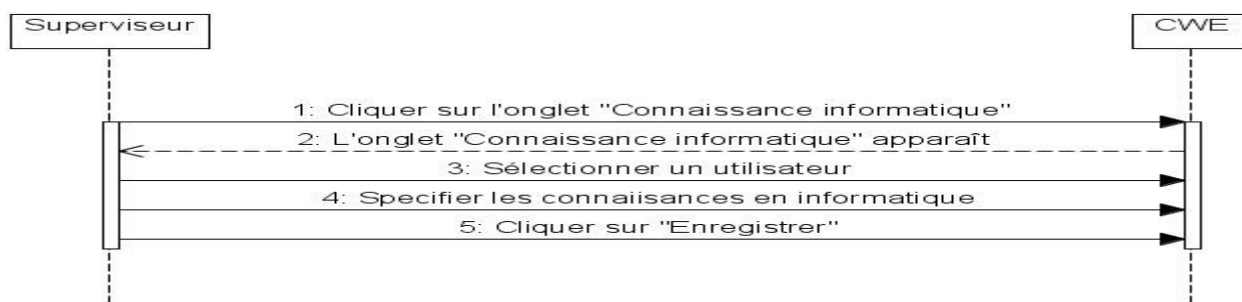 Superviseur
CWE
1: Cliquer sur l'onglet "Connaissance informatique"
2: L'onglet "Connaissance informatique" apparaît
3: Sélectionner un utilisateur
4: Specifier les connaiisances en informatique
5: Cliquer sur "Enregistrer"